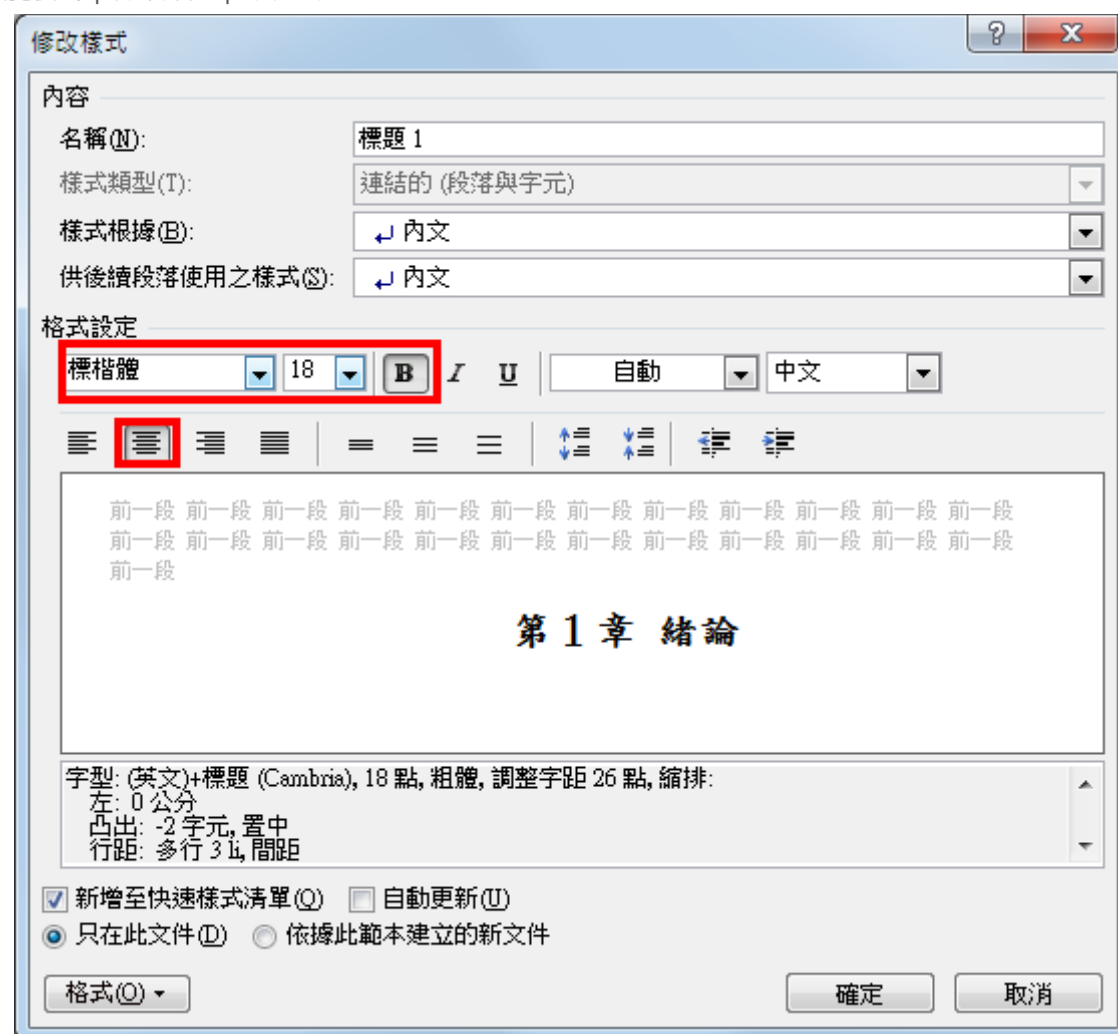 修改樣式
內容
名稱(N): 標題 1
樣式類型(T): 連結的 (段落與字元)
樣式根據(B): 內文
供後續段落使用之樣式(S): 內文
格式設定
標楷體 18 B I U 自動 中文
前一段 前一段 前一段 前一段 前一段 前一段 前一段 前一段 前一段 前一段 前一段 前一段
前一段 前一段 前一段 前一段 前一段 前一段 前一段 前一段 前一段 前一段 前一段 前一段
前一段
第 1 章 緒論
字型: (英文)+標題 (Cambria), 18 點, 粗體, 調整字距 26 點, 縮排:
左: 0 公分
凸出: -2 字元, 置中
行距: 多行 3 li, 間距
新增至快速樣式清單(Q) 自動更新(U)
只在此文件(D) 依據此範本建立的新文件
格式(O) 確定 取消